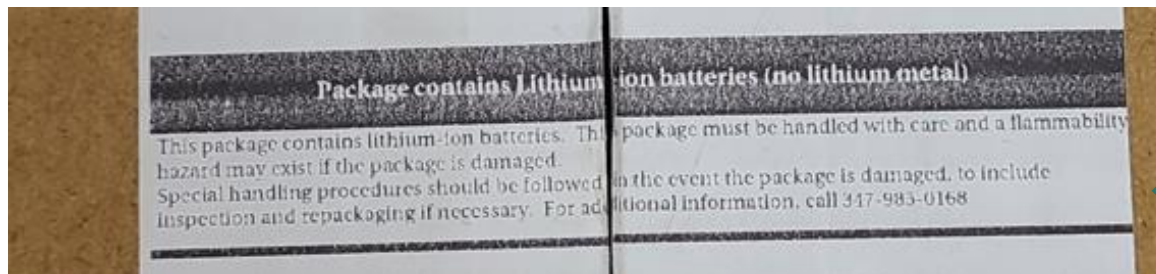 Package contains Lithium-ion batteries (no lithium metal)
This package contains lithium-ion batteries. This package must be handled with care and a flammability
hazard may exist if the package is damaged.
Special handling procedures should be followed in the event the package is damaged, to include
inspection and repackaging if necessary. For additional information, call 347-983-0168